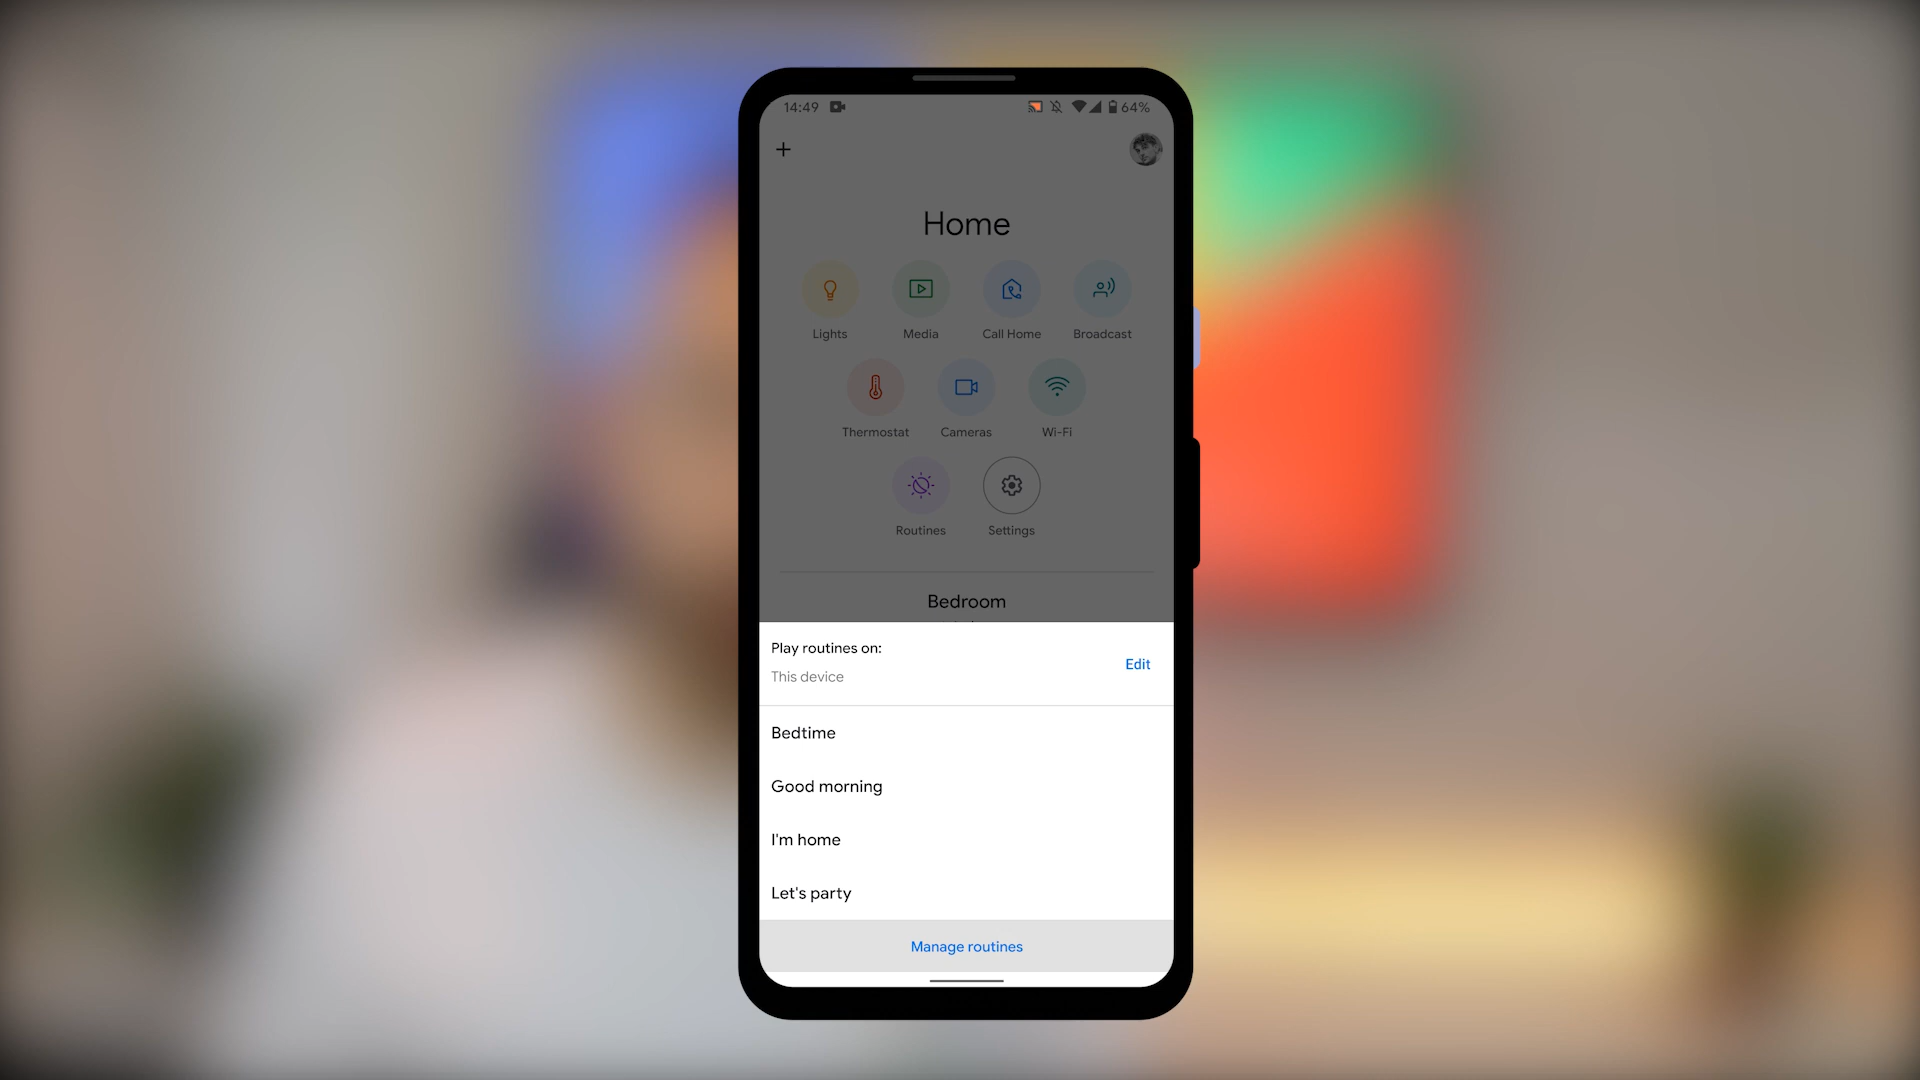 14:49
64%
Home
Lights
Media
Call Home
Broadcast
Thermostat
Cameras
Wi-Fi
Routines
Settings
Bedroom
Play routines on:
This device
Edit
Bedtime
Good morning
I'm home
Let's party
Manage routines